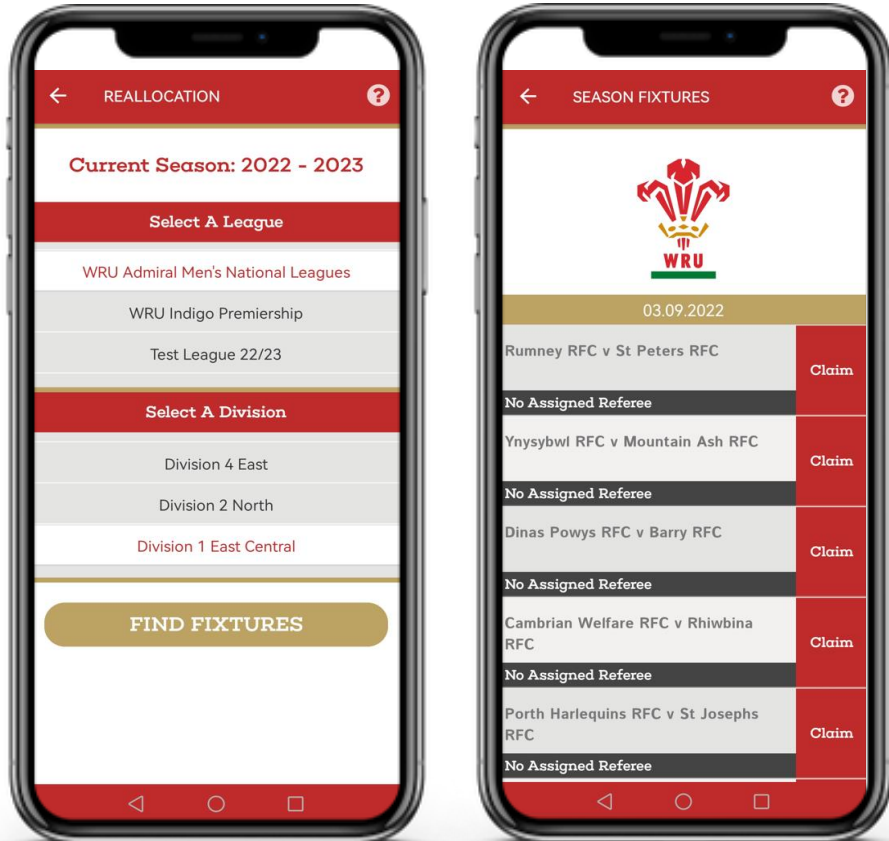 REALLOCATION
?
Current Season: 2022 - 2023
Select A League
WRU Admiral Men's National Leagues
WRU Indigo Premiership
Test League 22/23
Select A Division
Division 4 East
Division 2 North
Division 1 East Central
FIND FIXTURES
SEASON FIXTURES
?
WRU
03.09.2022
Rumney RFC v St Peters RFC
Claim
No Assigned Referee
Ynysybwl RFC v Mountain Ash RFC
Claim
No Assigned Referee
Dinas Powys RFC v Barry RFC
Claim
No Assigned Referee
Cambrian Welfare RFC v Rhiwbina
RFC
Claim
No Assigned Referee
Porth Harlequins RFC v St Josephs
RFC
Claim
No Assigned Referee